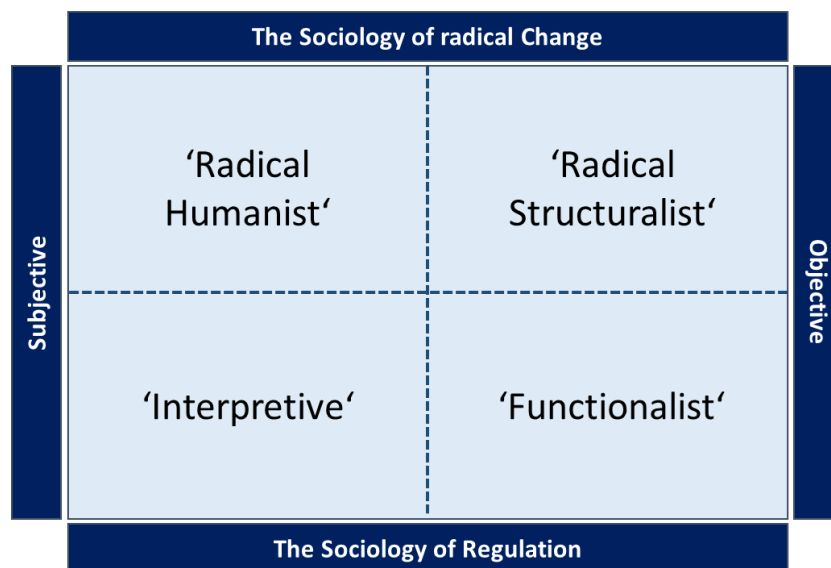 The Sociology of radical Change
Subjective
‘Radical
Humanist‘
‘Radical
Structuralist‘
Objective
‘Interpretive‘
‘Functionalist‘
The Sociology of Regulation